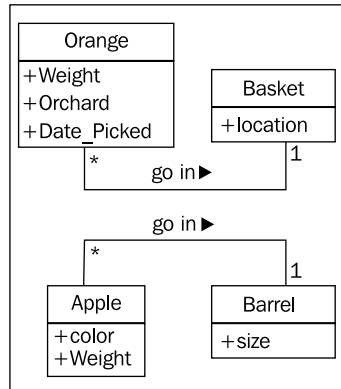 Orange
+Weight
+Orchard
+Date_Picked
Basket
+location
* go in▶ 1
go in▶
* 1
Apple
+color
+Weight
Barrel
+size